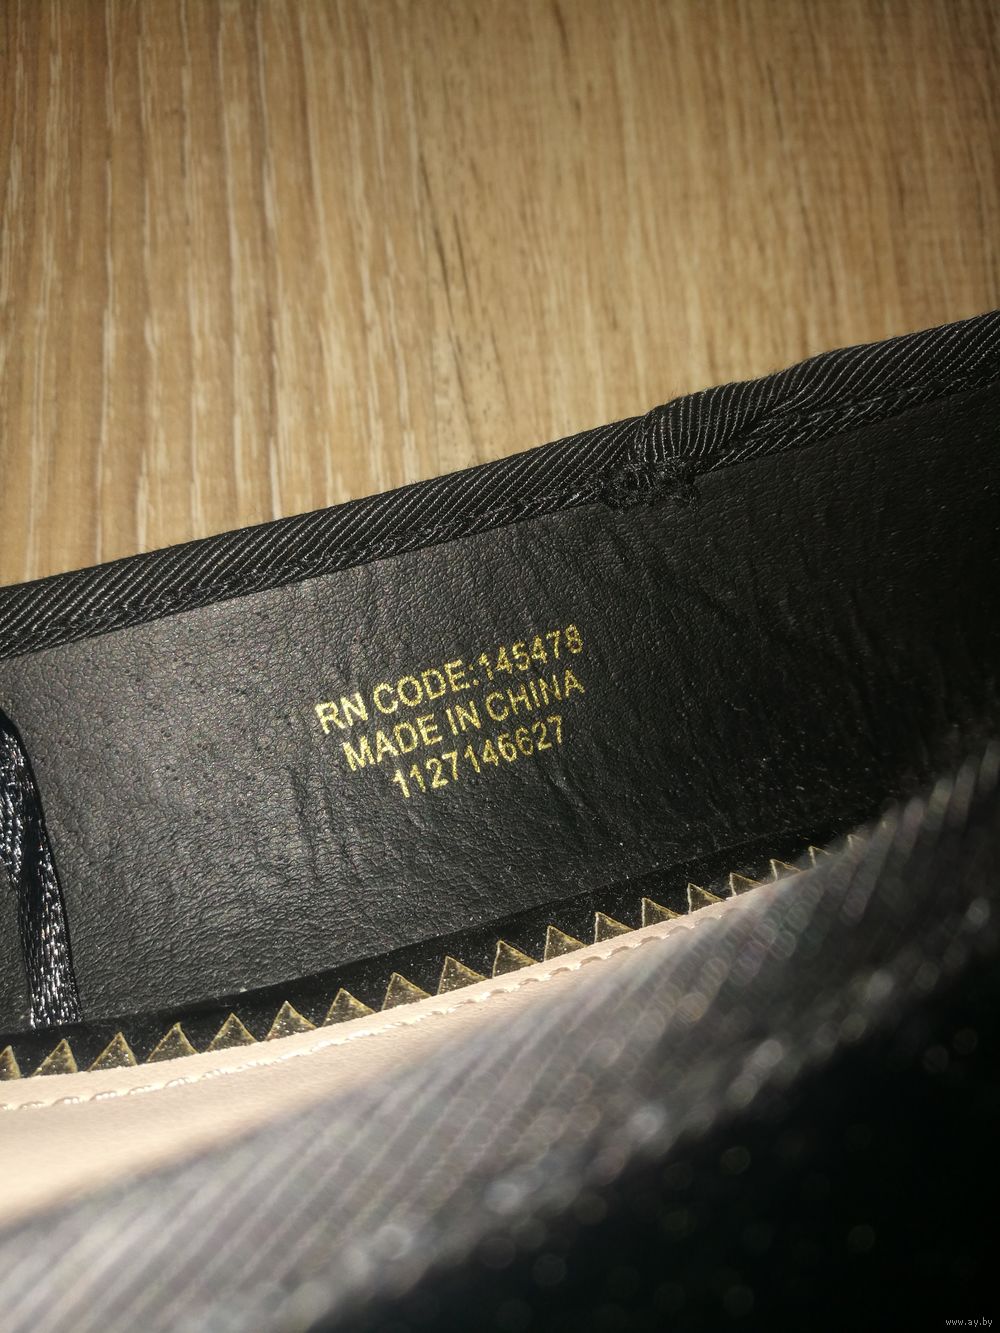 RN CODE:145478
MADE IN CHINA
1127146627
www.ay.by